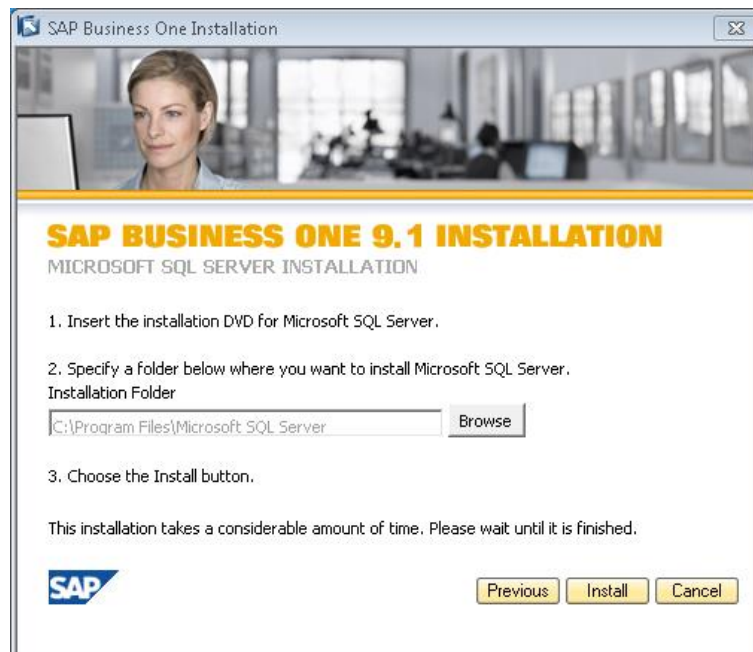 SAP Business One Installation
SAP BUSINESS ONE 9.1 INSTALLATION
MICROSOFT SQL SERVER INSTALLATION
1. Insert the installation DVD for Microsoft SQL Server.
2. Specify a folder below where you want to install Microsoft SQL Server.
Installation Folder
C:\Program Files\Microsoft SQL Server
Browse
3. Choose the Install button.
This installation takes a considerable amount of time. Please wait until it is finished.
SAP
Previous Install Cancel